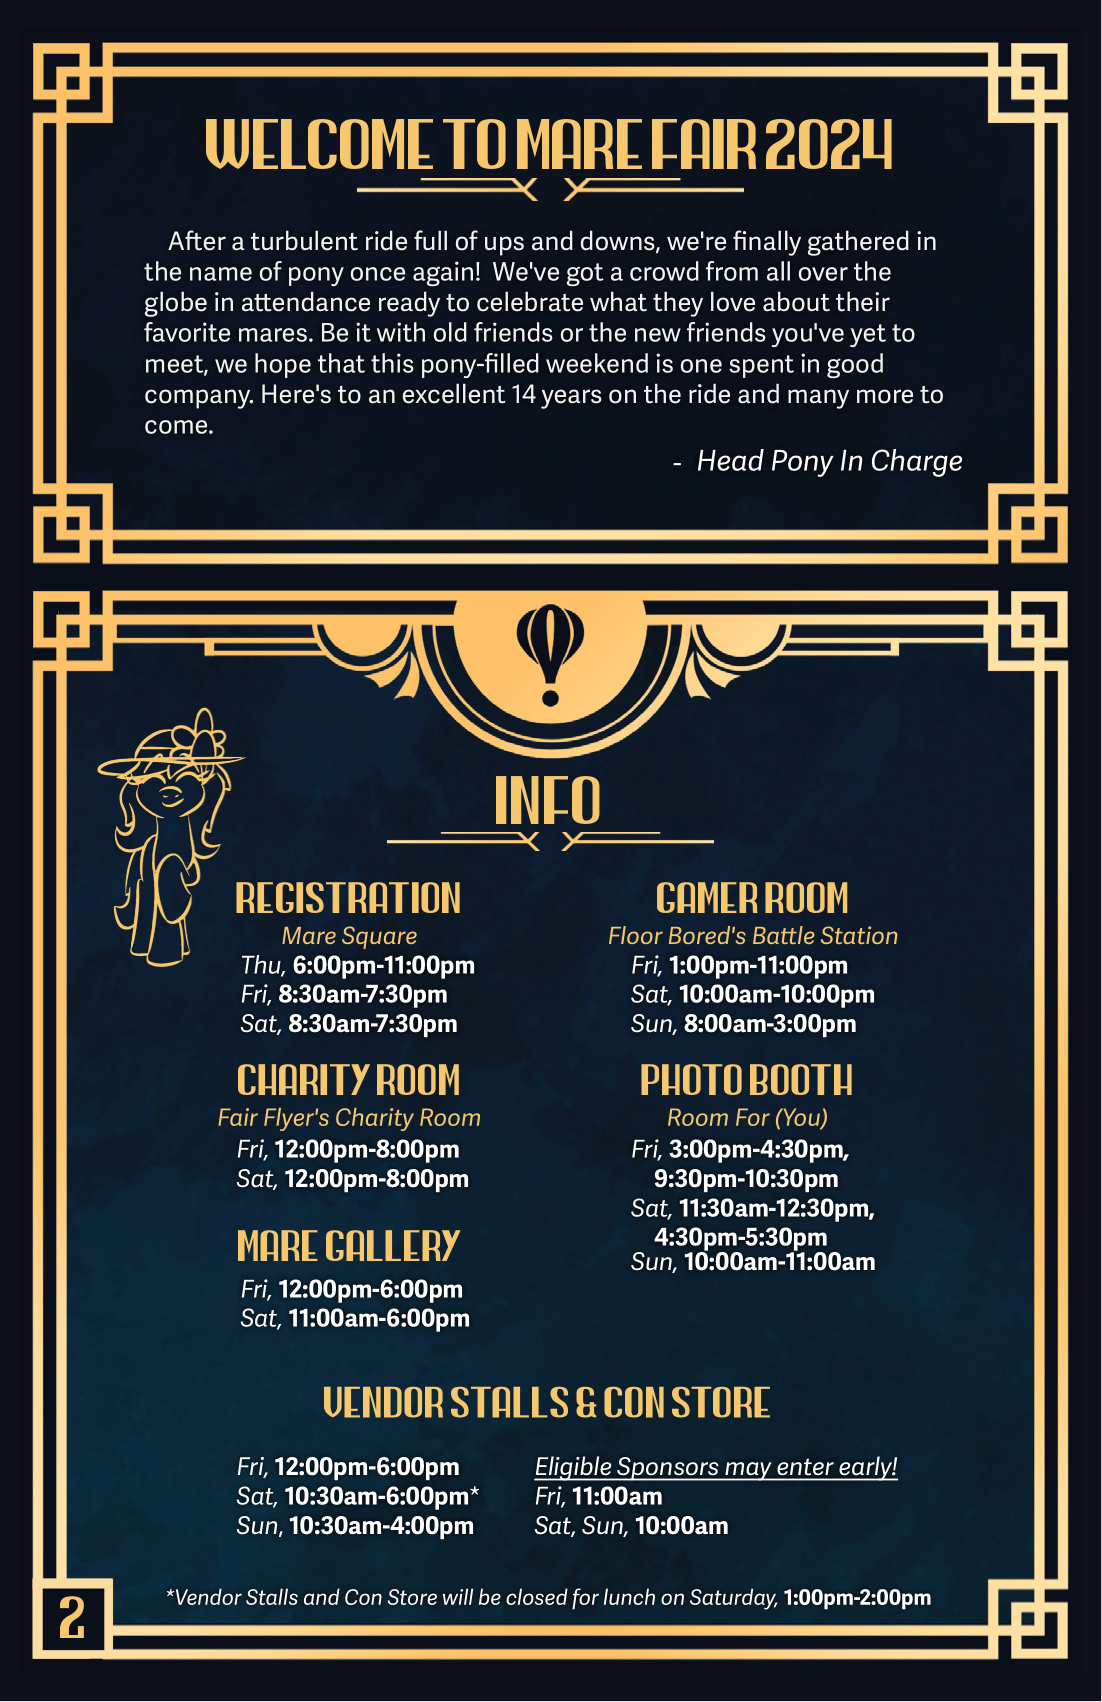 WELCOME TO MARE FAIR 2024
After a turbulent ride full of ups and downs, we're finally gathered in
the name of pony once again! We've got a crowd from all over the
globe in attendance ready to celebrate what they love about their
favorite mares. Be it with old friends or the new friends you've yet to
meet, we hope that this pony-filled weekend is one spent in good
company. Here's to an excellent 14 years on the ride and many more to
come.
- Head Pony In Charge
INFO
REGISTRATION
Mare Square
Thu, 6:00pm-11:00pm
Fri, 8:30am-7:30pm
Sat, 8:30am-7:30pm
CHARITY ROOM
Fair Flyer's Charity Room
Fri, 12:00pm-8:00pm
Sat, 12:00pm-8:00pm
MARE GALLERY
Fri, 12:00pm-6:00pm
Sat, 11:00am-6:00pm
GAMER ROOM
Floor Bored's Battle Station
Fri, 1:00pm-11:00pm
Sat, 10:00am-10:00pm
Sun, 8:00am-3:00pm
PHOTO BOOTH
Room For (You)
Fri, 3:00pm-4:30pm,
9:30pm-10:30pm
Sat, 11:30am-12:30pm,
4:30pm-5:30pm
Sun, 10:00am-11:00am
VENDOR STALLS & CON STORE
Fri, 12:00pm-6:00pm
Sat, 10:30am-6:00pm*
Sun, 10:30am-4:00pm
Eligible Sponsors may enter early!
Fri, 11:00am
Sat, Sun, 10:00am
*Vendor Stalls and Con Store will be closed for lunch on Saturday, 1:00pm-2:00pm
2